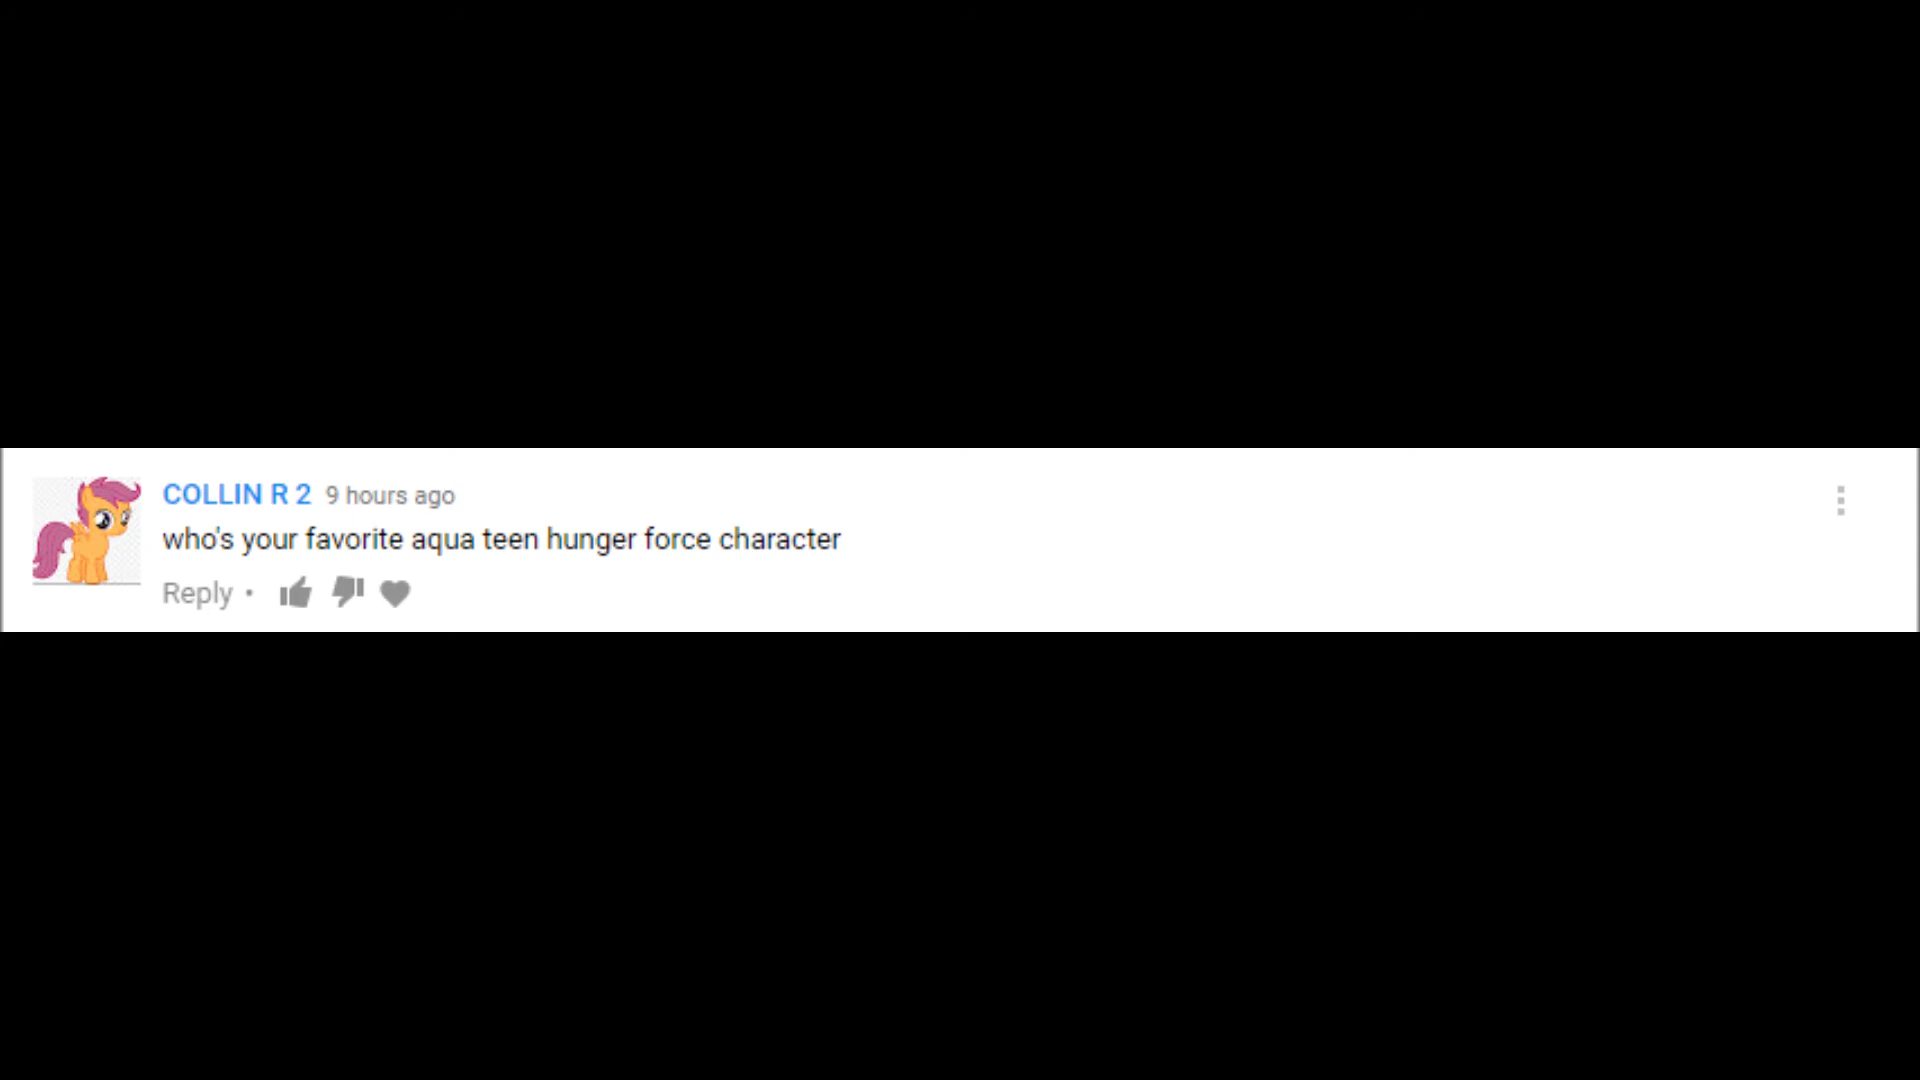 COLLIN R 2 9 hours ago
who's your favorite aqua teen hunger force character
Reply •